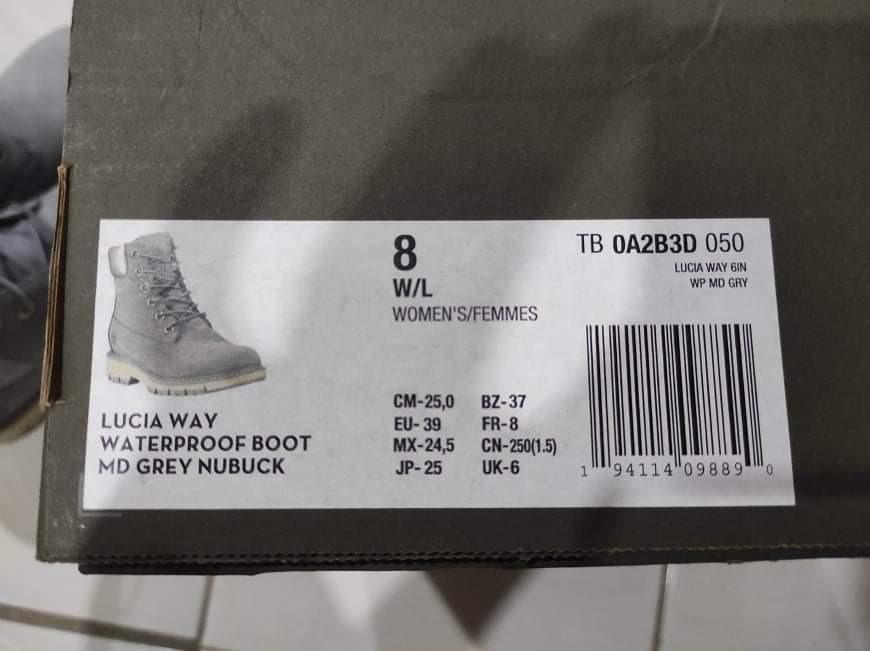 8
W/L
WOMEN'S/FEMMES
TB 0A2B3D 050
LUCIA WAY 6IN
WP MD GRY
LUCIA WAY
WATERPROOF BOOT
MD GREY NUBUCK
CM-25,0 BZ-37
EU-39 FR-8
MX-24,5 CN-250(1.5)
JP-25 UK-6
1 94114 09889 0